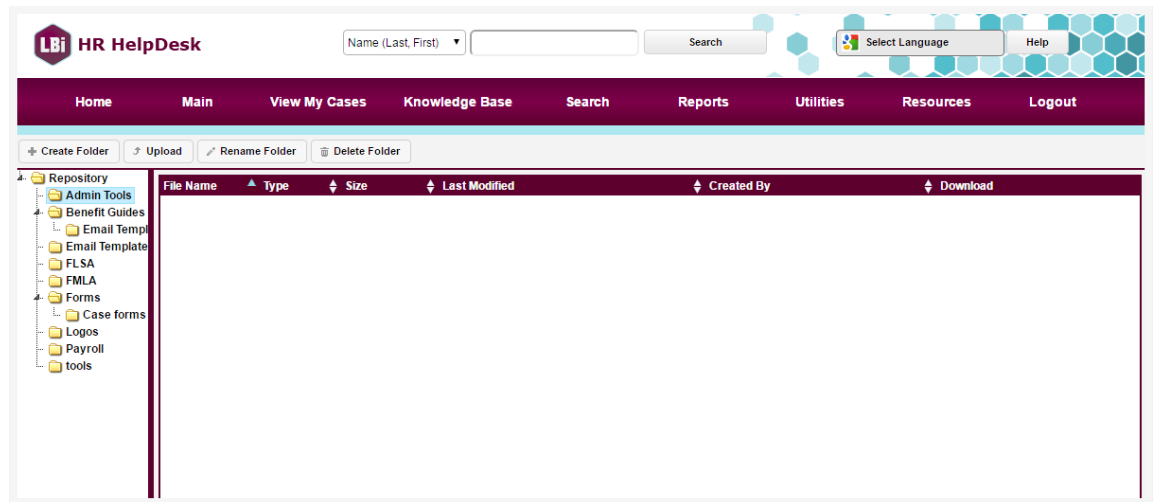 LBi HR HelpDesk
Name (Last, First) Search Select Language Help
Home Main View My Cases Knowledge Base Search Reports Utilities Resources Logout
Create Folder Upload Rename Folder Delete Folder
Repository
Admin Tools
Benefit Guides
Email Templ
Email Template
FLSA
FMLA
Forms
Case forms
Logos
Payroll
tools
File Name Type Size Last Modified Created By Download